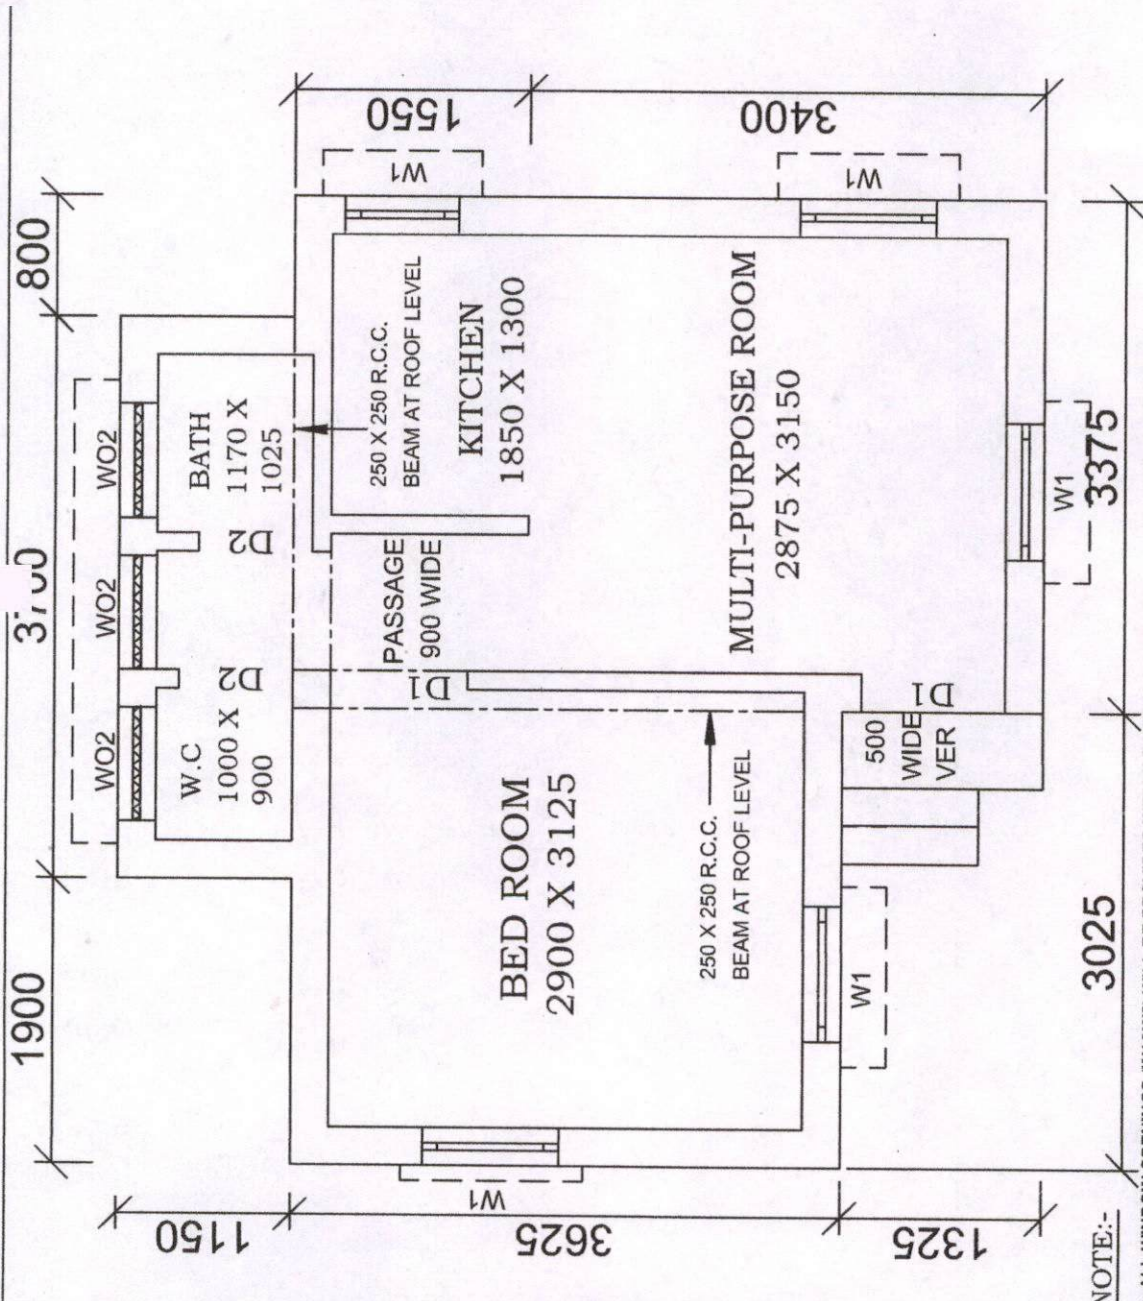 1900
3700
800
WO2
WO2
WO2
W.C
1000 X
900
D2
D2
BATH
1170 X
1025
1150
3625
1325
1550
3400
W1
W1
W1
W1
W1
250 X 250 R.C.C.
BEAM AT ROOF LEVEL
KITCHEN
1850 X 1300
PASSAGE
900 WIDE
D1
BED ROOM
2900 X 3125
250 X 250 R.C.C.
BEAM AT ROOF LEVEL
MULTI-PURPOSE ROOM
2875 X 3150
500
WIDE
VER
D1
3025
3375
NOTE:-